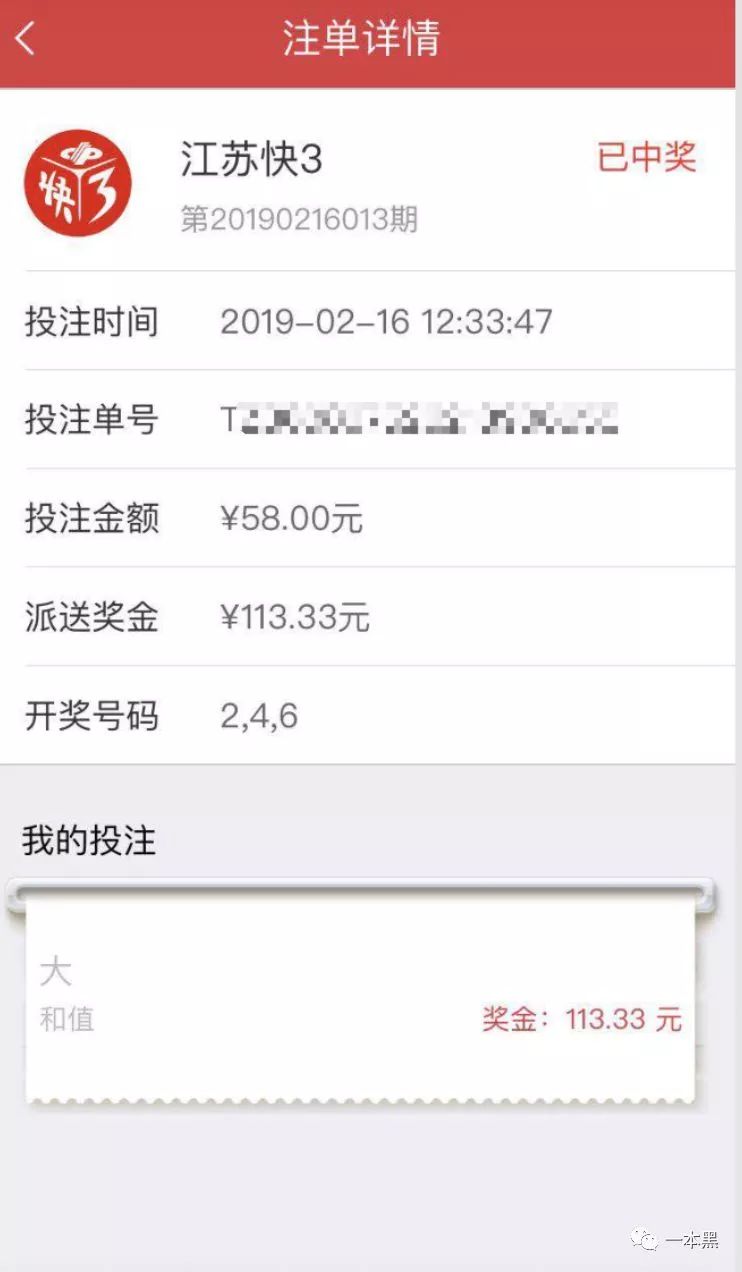 注单详情
快3
江苏快3
已中奖
第20190216013期
投注时间 2019-02-16 12:33:47
投注单号 T
投注金额 ¥58.00元
派送奖金 ¥113.33元
开奖号码 2,4,6
我的投注
大
和值
奖金：113.33 元
一本黑